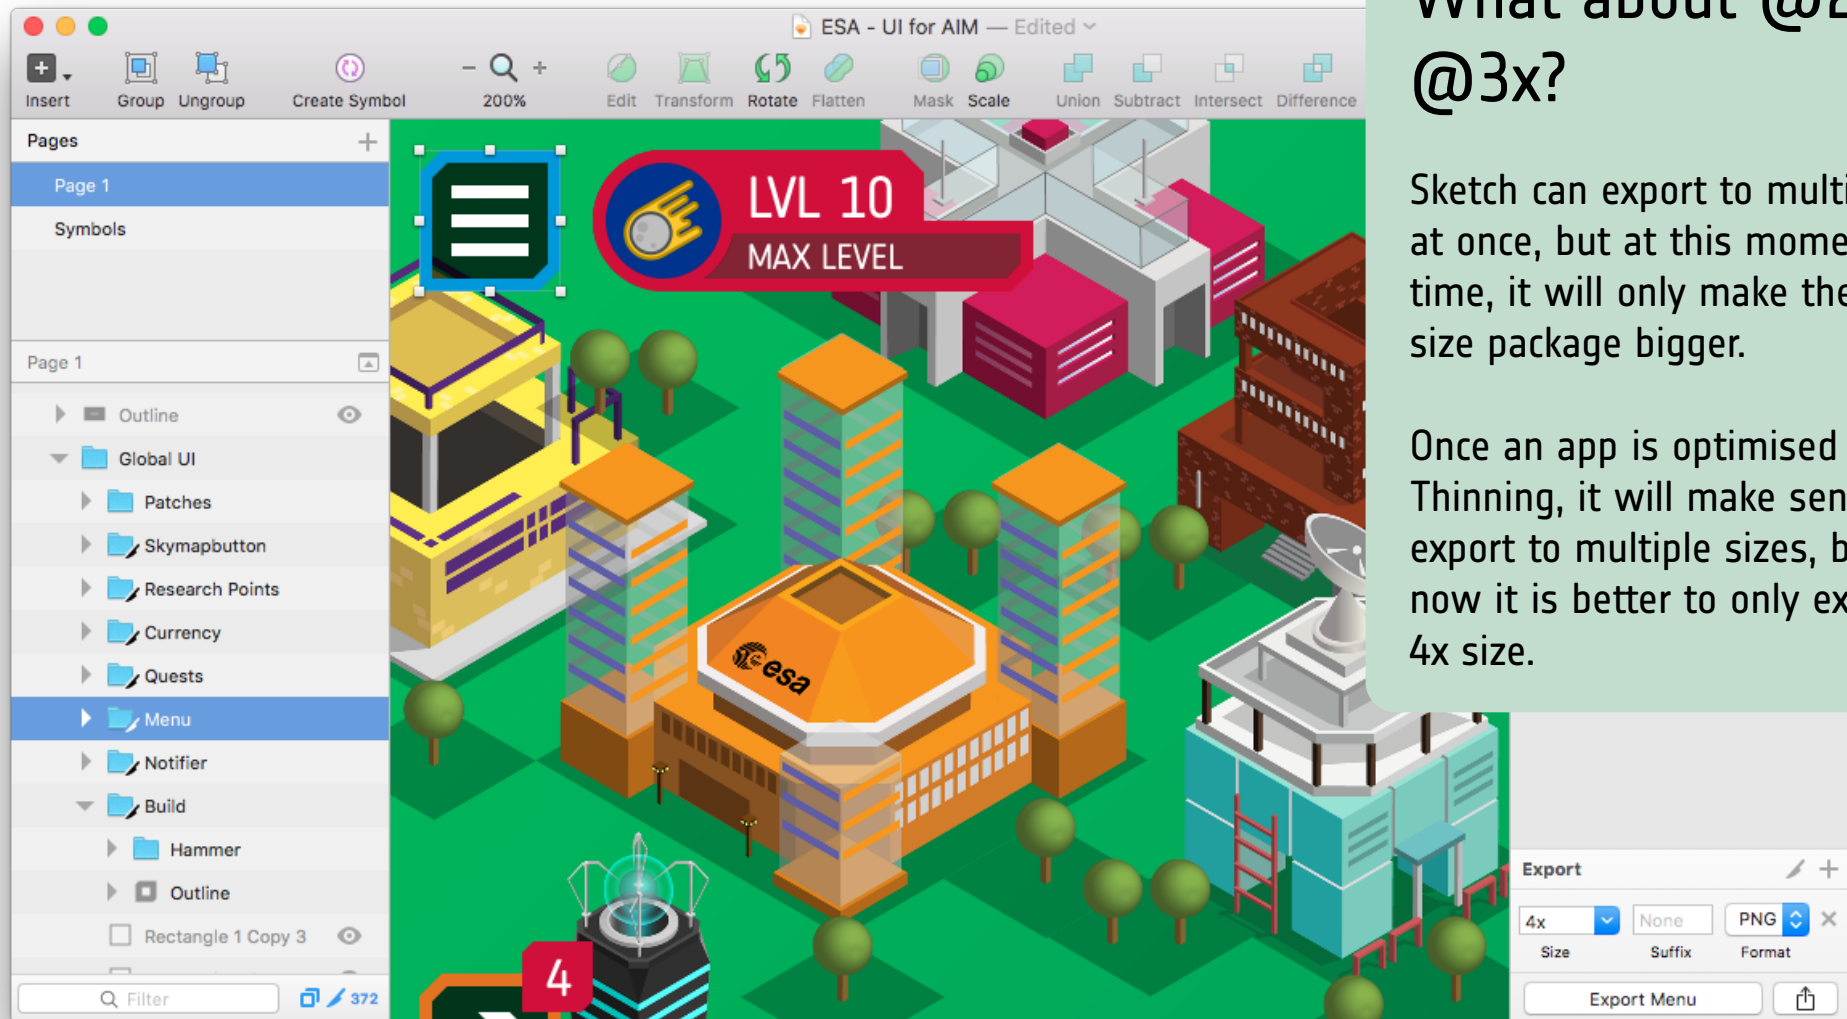 ESA - UI for AIM — Edited
Insert Group Ungroup Create Symbol 200% Edit Transform Rotate Flatten Mask Scale Union Subtract Intersect Difference
Pages
Page 1
Symbols
Page 1
Outline
Global UI
Patches
Skymapbutton
Research Points
Currency
Quests
Menu
Notifier
Build
Hammer
Outline
Rectangle 1 Copy 3
Filter 372
LVL 10
MAX LEVEL
esa
4
What about
@3x?
Sketch can export to
at once, but at this
time, it will only make
size package bigger.
Once an app is optimised
Thinning, it will make
export to multiple sizes,
now it is better to only
4x size.
Export
4x None PNG
Size Suffix Format
Export Menu